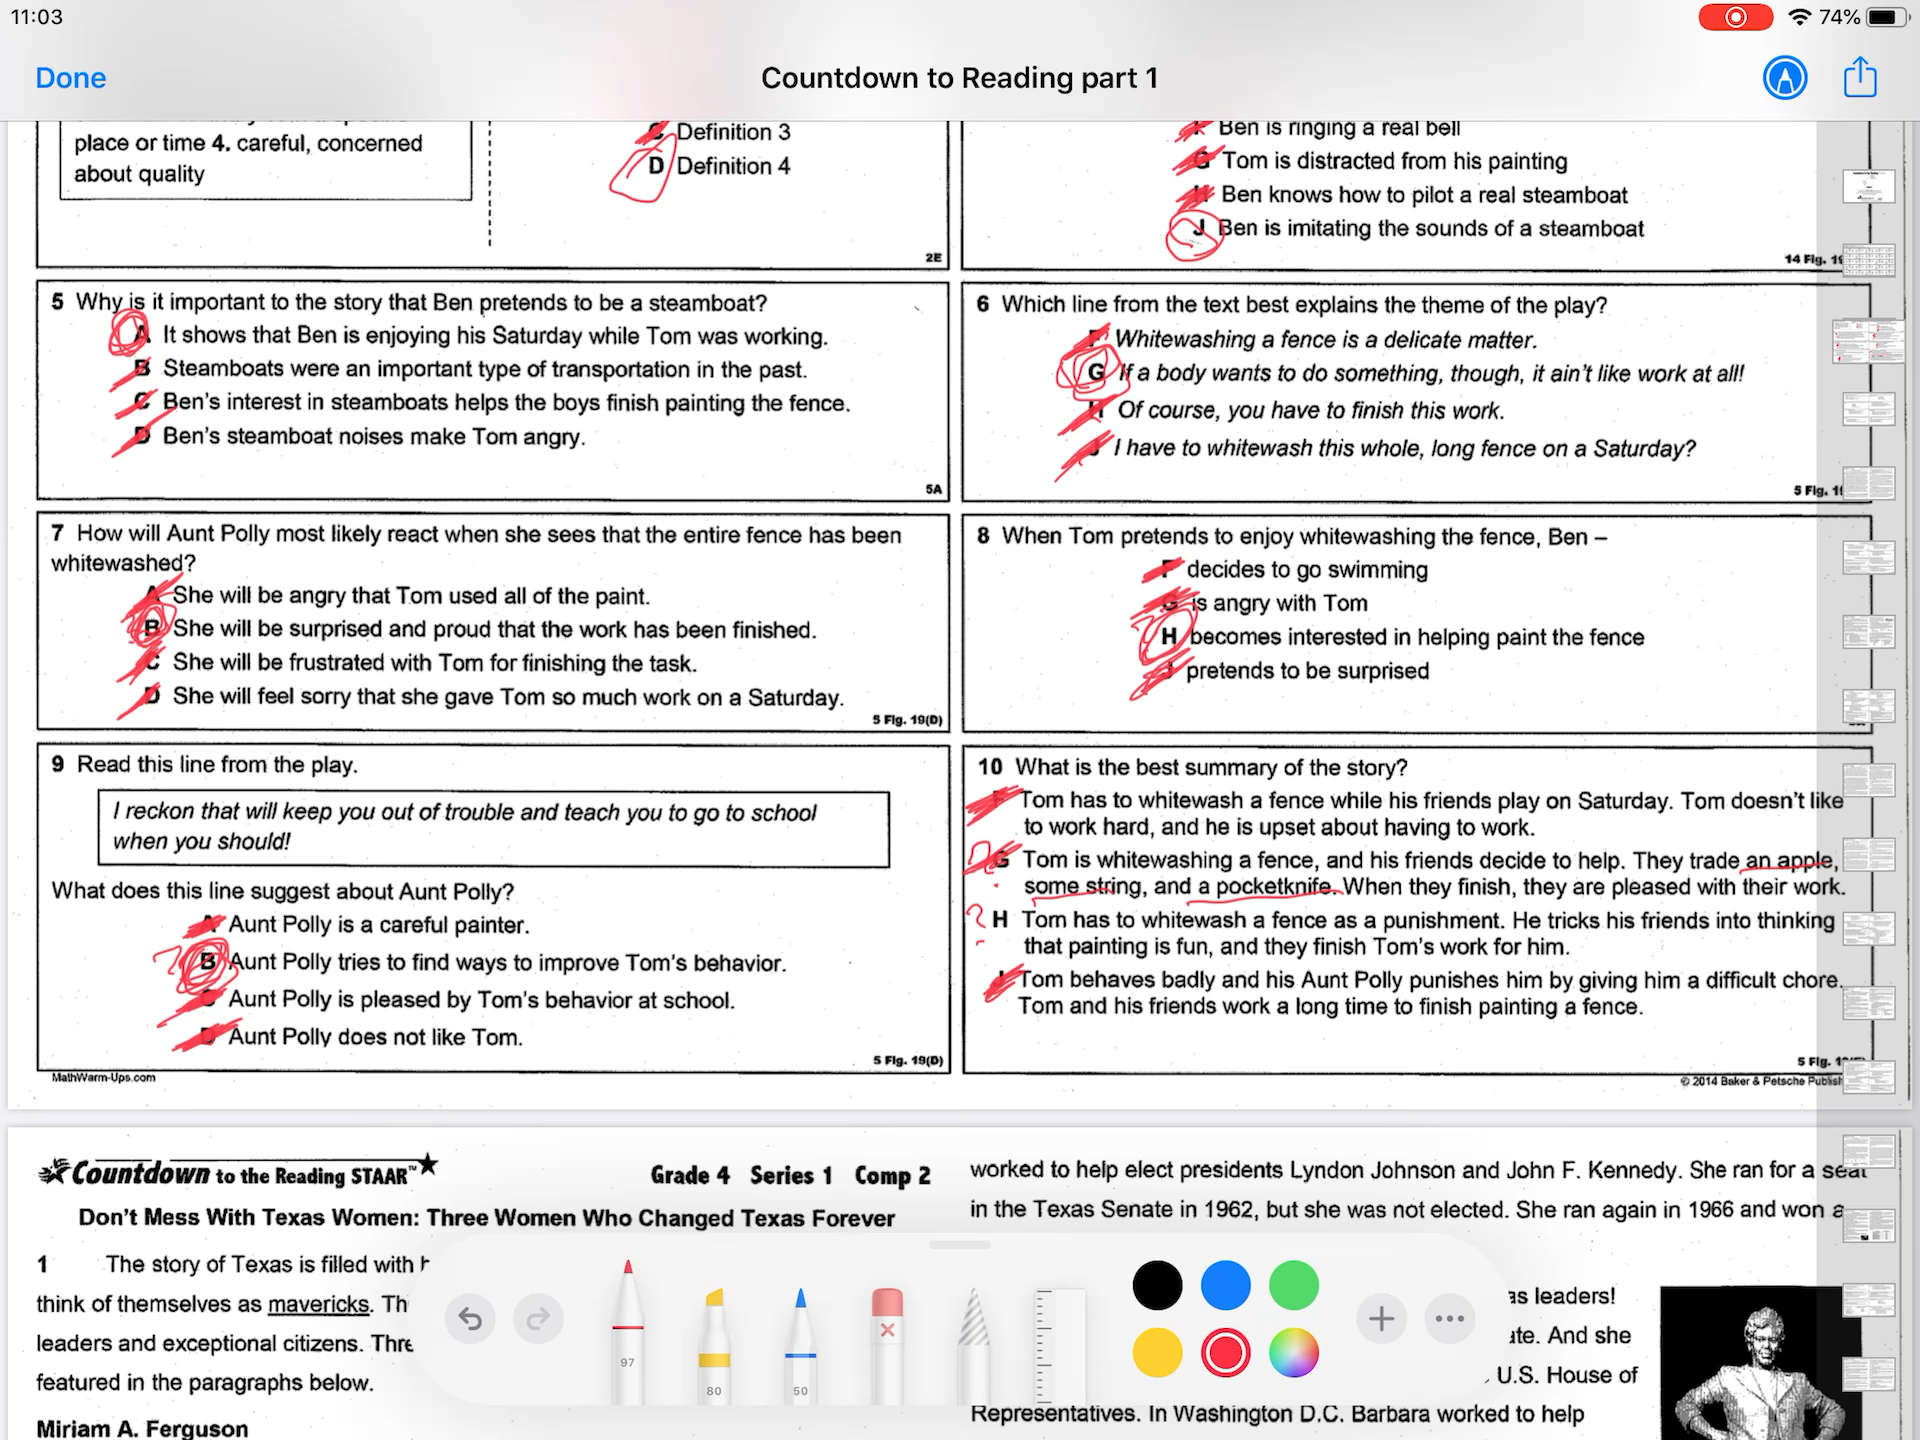 11:03
74%
Done
Countdown to Reading part 1
place or time 4. careful, concerned
about quality
Definition 3
D Definition 4
2E
Ben is ringing a real bell
G Tom is distracted from his painting
H Ben knows how to pilot a real steamboat
J Ben is imitating the sounds of a steamboat
14 Fig. 19
5 Why is it important to the story that Ben pretends to be a steamboat?
A It shows that Ben is enjoying his Saturday while Tom was working.
B Steamboats were an important type of transportation in the past.
C Ben's interest in steamboats helps the boys finish painting the fence.
D Ben's steamboat noises make Tom angry.
5A
6 Which line from the text best explains the theme of the play?
F Whitewashing a fence is a delicate matter.
G If a body wants to do something, though, it ain't like work at all!
H Of course, you have to finish this work.
J I have to whitewash this whole, long fence on a Saturday?
5 Fig. 19
7 How will Aunt Polly most likely react when she sees that the entire fence has been
whitewashed?
A She will be angry that Tom used all of the paint.
B She will be surprised and proud that the work has been finished.
C She will be frustrated with Tom for finishing the task.
D She will feel sorry that she gave Tom so much work on a Saturday.
5 Fig. 19(D)
8 When Tom pretends to enjoy whitewashing the fence, Ben –
F decides to go swimming
G is angry with Tom
? H becomes interested in helping paint the fence
J pretends to be surprised
9 Read this line from the play.
I reckon that will keep you out of trouble and teach you to go to school
when you should!
What does this line suggest about Aunt Polly?
A Aunt Polly is a careful painter.
? B Aunt Polly tries to find ways to improve Tom's behavior.
C Aunt Polly is pleased by Tom's behavior at school.
D Aunt Polly does not like Tom.
5 Fig. 19(D)
MathWarm-Ups.com
10 What is the best summary of the story?
F Tom has to whitewash a fence while his friends play on Saturday. Tom doesn't like
to work hard, and he is upset about having to work.
? G Tom is whitewashing a fence, and his friends decide to help. They trade an apple,
some string, and a pocketknife. When they finish, they are pleased with their work.
? H Tom has to whitewash a fence as a punishment. He tricks his friends into thinking
that painting is fun, and they finish Tom's work for him.
J Tom behaves badly and his Aunt Polly punishes him by giving him a difficult chore.
Tom and his friends work a long time to finish painting a fence.
5 Fig.
© 2014 Baker & Petsche Publish
Countdown to the Reading STAAR™
Grade 4 Series 1 Comp 2
Don't Mess With Texas Women: Three Women Who Changed Texas Forever
1 The story of Texas is filled with
think of themselves as mavericks. Th
leaders and exceptional citizens. Thre
featured in the paragraphs below.
Miriam A. Ferguson
worked to help elect presidents Lyndon Johnson and John F. Kennedy. She ran for a seat
in the Texas Senate in 1962, but she was not elected. She ran again in 1966 and won a
as leaders!
ate. And she
U.S. House of
Representatives. In Washington D.C. Barbara worked to help
97
80
50